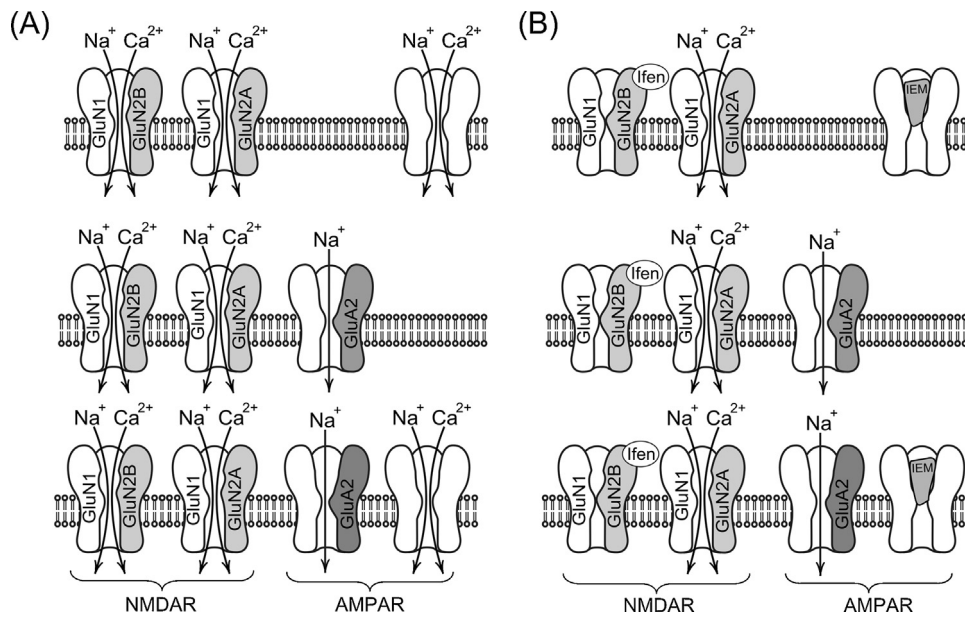 (A)
Na+ Ca2+ Na+ Ca2+ Na+ Ca2+
GluN1 GluN2B GluN1 GluN2A
Na+ Ca2+ Na+ Ca2+ Na+
GluN1 GluN2B GluN1 GluN2A GluA2
Na+ Ca2+ Na+ Ca2+ Na+ Na+ Ca2+
GluN1 GluN2B GluN1 GluN2A GluA2
NMDAR AMPAR
(B)
Na+ Ca2+
Ifen IEM
GluN1 GluN2B GluN1 GluN2A
Na+ Ca2+ Na+
Ifen
GluN1 GluN2B GluN1 GluN2A GluA2
Na+ Ca2+ Na+
Ifen IEM
GluN1 GluN2B GluN1 GluN2A GluA2
NMDAR AMPAR